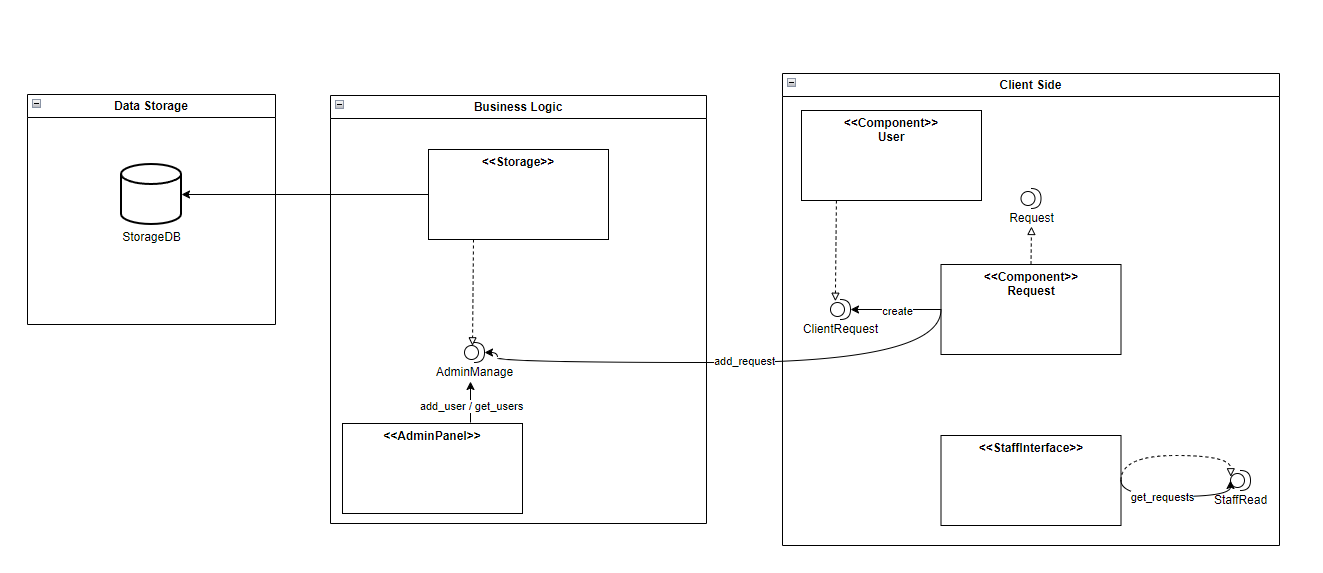 Data Storage
StorageDB
Business Logic
<<Storage>>
AdminManage
add_user / get_users
<<AdminPanel>>
add_request
Client Side
<<Component>>
User
Request
<<Component>>
Request
create
ClientRequest
<<StaffInterface>>
get_requests
StaffRead